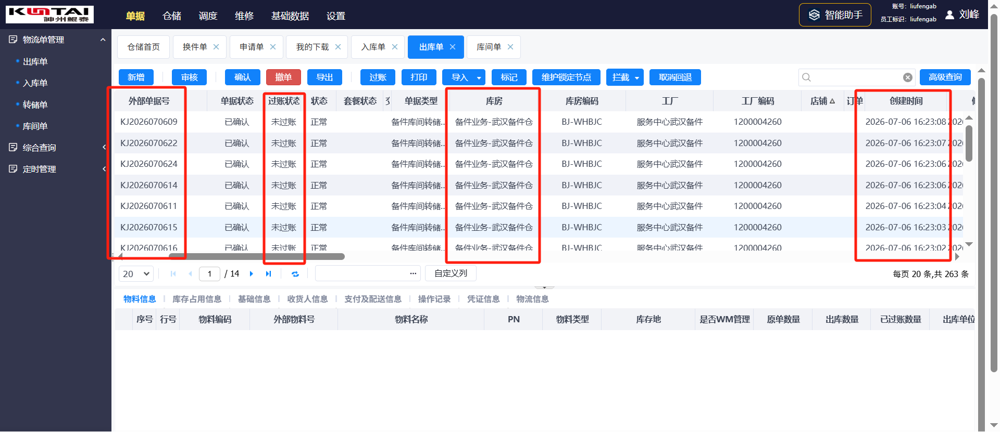 KUNTAI
神州鲲泰
单据 仓储 调度 维修 基础数据 设置
智能助手
账号: liufengab
员工标识: liufengab
刘峰
物流单管理
出库单
入库单
转储单
库间单
综合查询
定时管理
仓储首页 换件单 申请单 我的下载 入库单 出库单 库间单
新增 审核 确认 撤单 导出 过账 打印 导入 标记 维护锁定节点 拦截 取消回退 高级查询
外部单据号 单据状态 过账状态 状态 套餐状态 单据类型 库房 库房编码 工厂 工厂编码 店铺 订单 创建时间
KJ2026070609 已确认 未过账 正常 备件库间转储... 备件业务-武汉备件仓 BJ-WHBJC 服务中心武汉备件 1200004260 2026-07-06 16:23:08 202
KJ2026070622 已确认 未过账 正常 备件库间转储... 备件业务-武汉备件仓 BJ-WHBJC 服务中心武汉备件 1200004260 2026-07-06 16:23:07 202
KJ2026070624 已确认 未过账 正常 备件库间转储... 备件业务-武汉备件仓 BJ-WHBJC 服务中心武汉备件 1200004260 2026-07-06 16:23:06 202
KJ2026070614 已确认 未过账 正常 备件库间转储... 备件业务-武汉备件仓 BJ-WHBJC 服务中心武汉备件 1200004260 2026-07-06 16:23:06 202
KJ2026070611 已确认 未过账 正常 备件库间转储... 备件业务-武汉备件仓 BJ-WHBJC 服务中心武汉备件 1200004260 2026-07-06 16:23:04 202
KJ2026070615 已确认 未过账 正常 备件库间转储... 备件业务-武汉备件仓 BJ-WHBJC 服务中心武汉备件 1200004260 2026-07-06 16:23:03 202
KJ2026070616 已确认 未过账 正常 备件库间转储... 备件业务-武汉备件仓 BJ-WHBJC 服务中心武汉备件 1200004260 2026-07-06 16:23:02 202
20 1 / 14 ... 自定义列 每页 20 条,共 263 条
物料信息 库存占用信息 基础信息 收货人信息 支付及配送信息 操作记录 凭证信息 物流信息
序号 行号 物料编码 外部物料号 物料名称 PN 物料类型 库存地 是否WM管理 原单数量 出库数量 已过账数量 出库单位